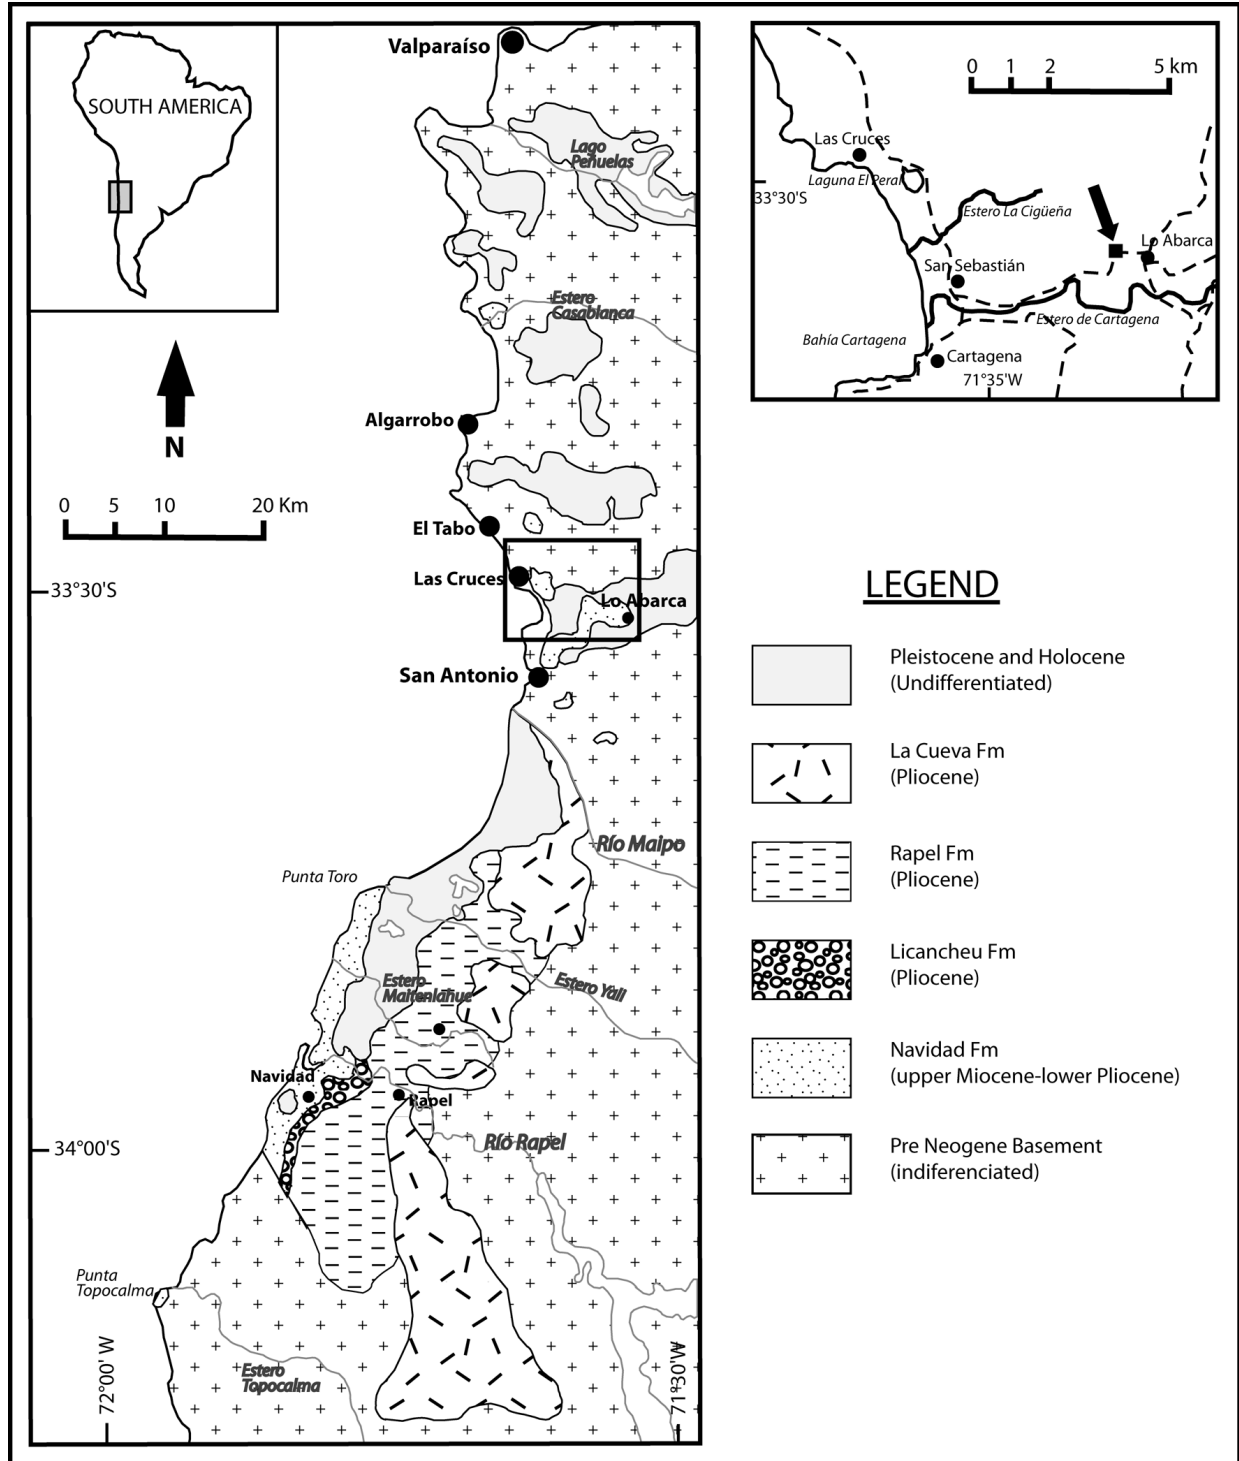 SOUTH AMERICA
N
0 5 10 20 Km
Valparaíso
Lago
Peñuelas
Estero
Casablanca
Algarrobo
El Tabo
33°30'S
Las Cruces
Lo Abarca
San Antonio
Río Maipo
Punta Toro
Estero
Maitenlahue
Estero Yali
Navidad
Rapel
34°00'S
Río Rapel
Punta
Topocalma
Estero
Topocalma
72°00' W
71°30'W
0 1 2 5 km
Las Cruces
Laguna El Peral
33°30'S
Estero La Cigüeña
Lo Abarca
San Sebastián
Estero de Cartagena
Bahía Cartagena
Cartagena
71°35'W
LEGEND
Pleistocene and Holocene
(Undifferentiated)
La Cueva Fm
(Pliocene)
Rapel Fm
(Pliocene)
Licancheu Fm
(Pliocene)
Navidad Fm
(upper Miocene-lower Pliocene)
Pre Neogene Basement
(indiferenciated)